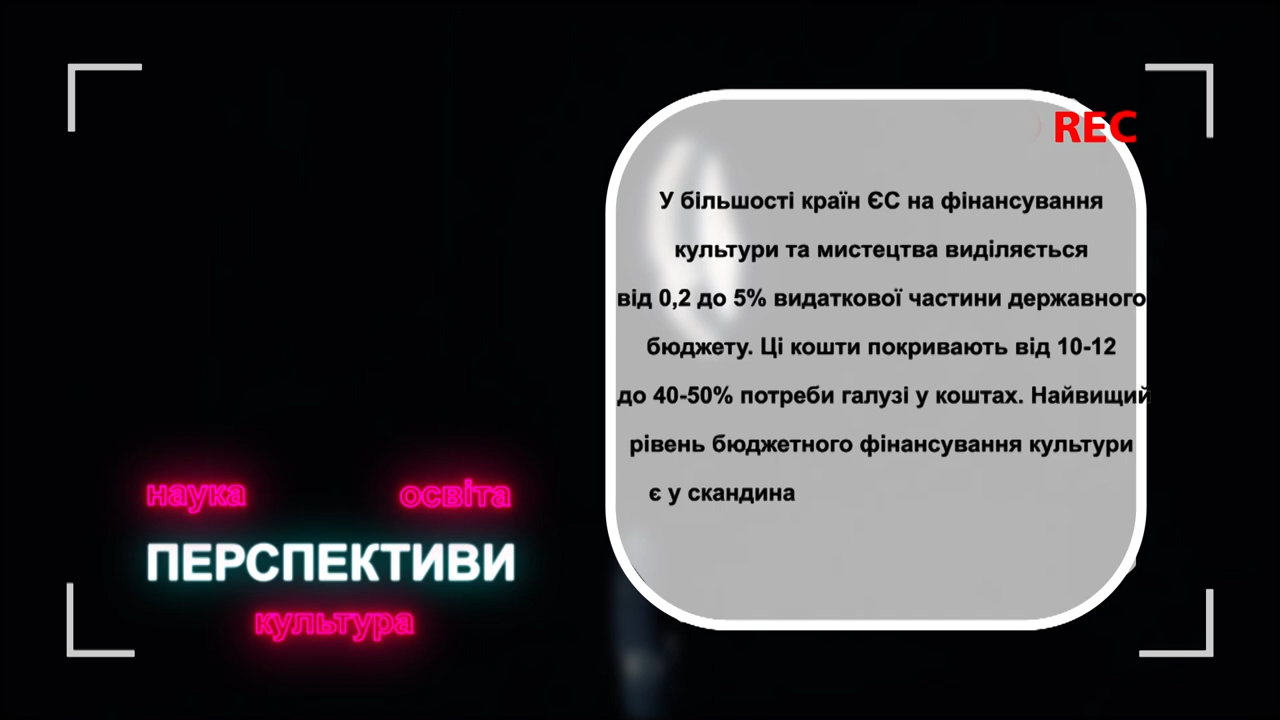 REC
У більшості країн ЄС на фінансування
культури та мистецтва виділяється
від 0,2 до 5% видаткової частини державного
бюджету. Ці кошти покривають від 10-12
до 40-50% потреби галузі у коштах. Найвищий
рівень бюджетного фінансування культури
є у скандина
наука освіта
ПЕРСПЕКТИВИ
культура